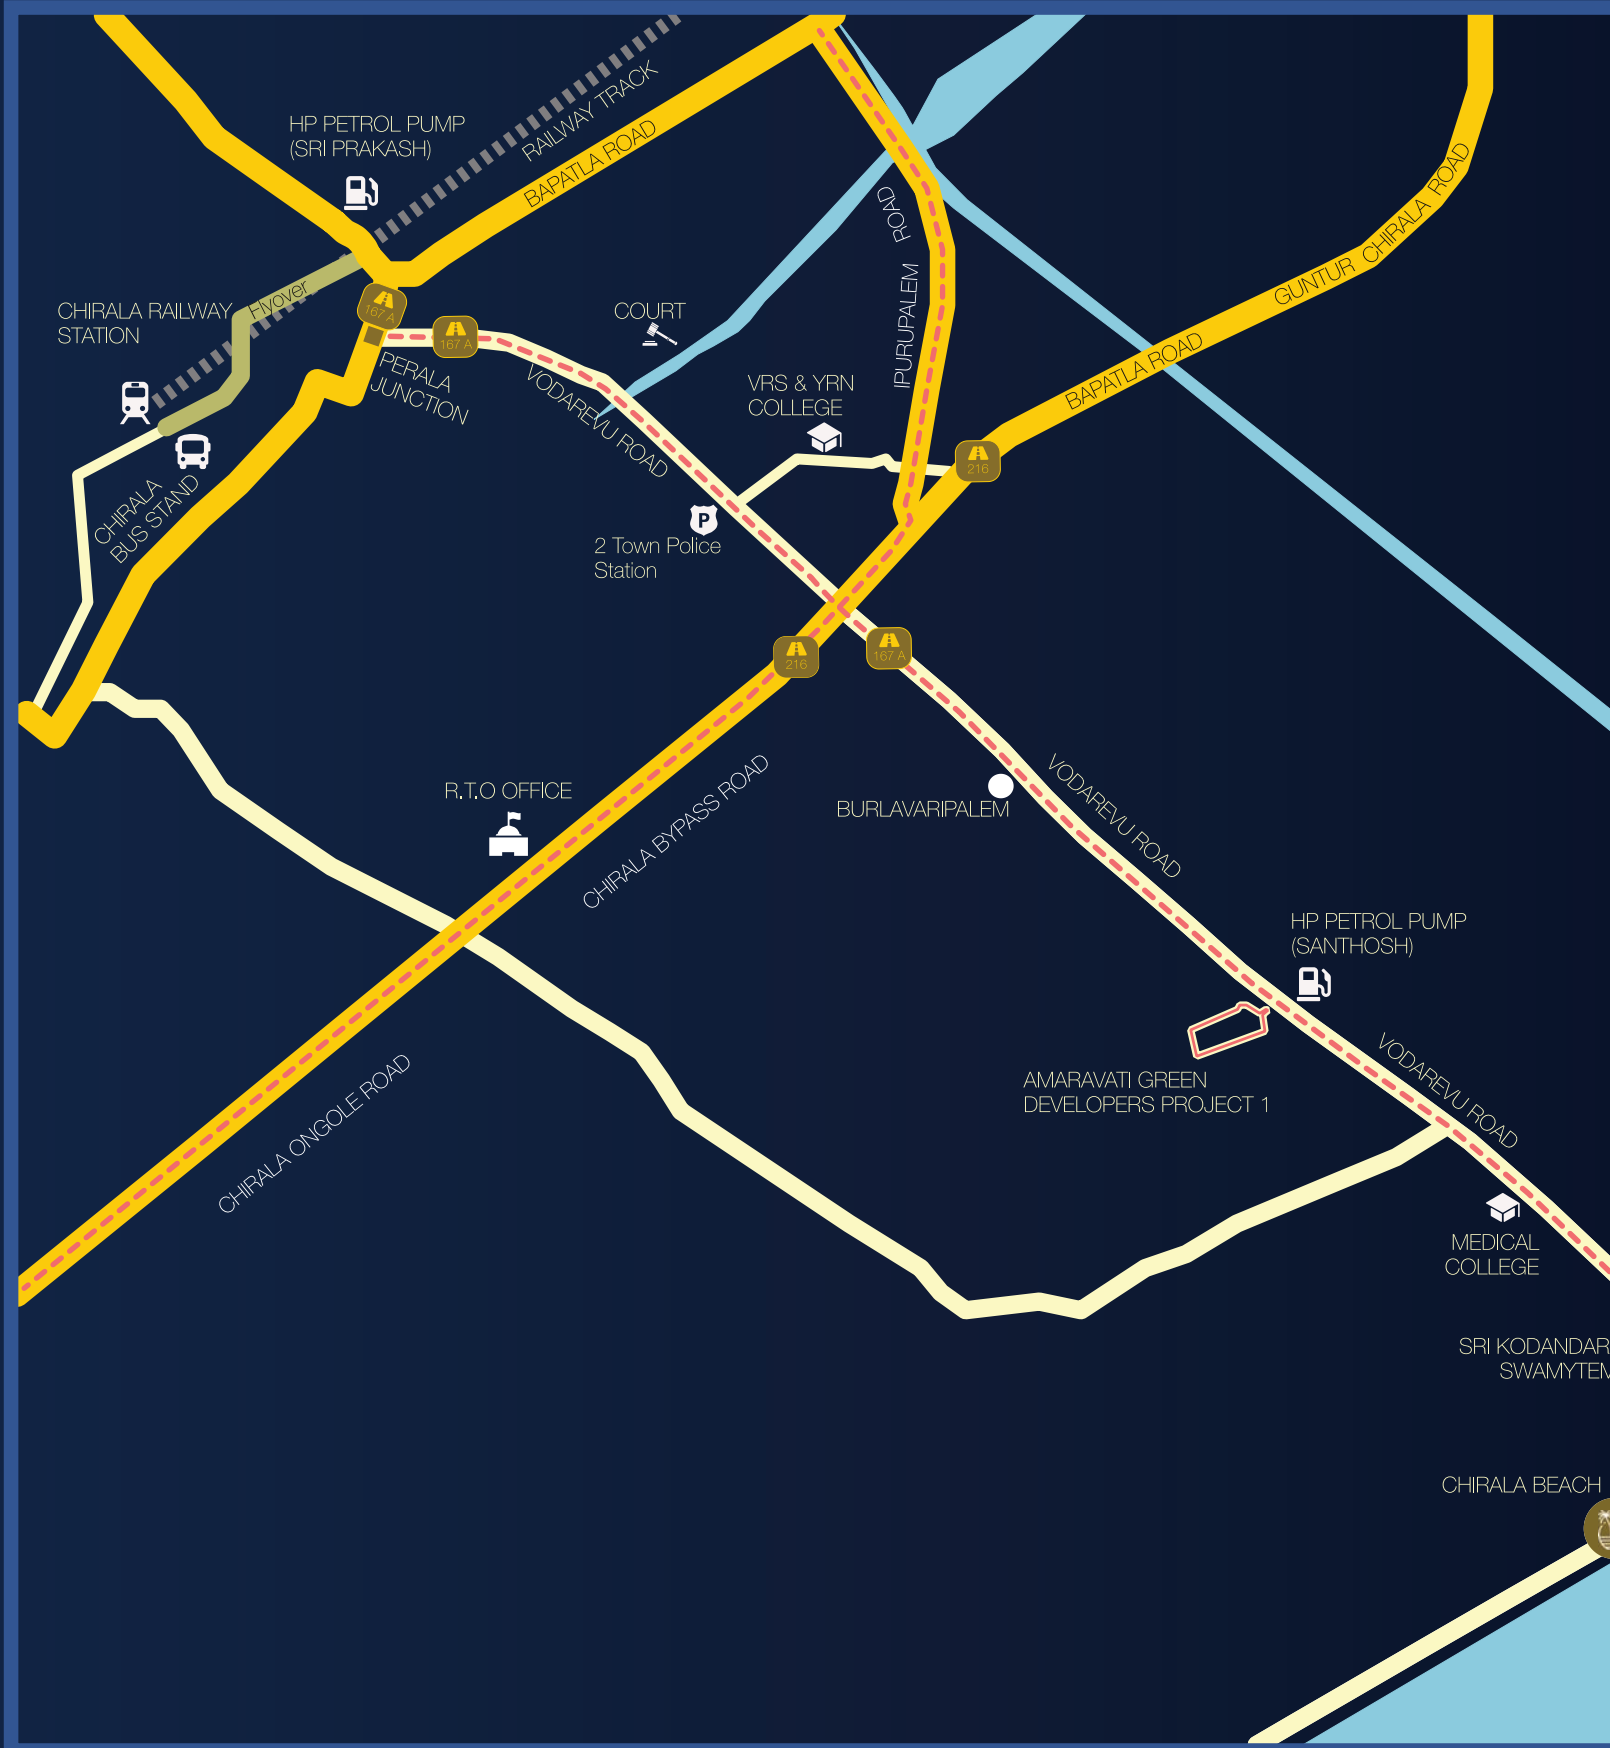 HP PETROL PUMP
(SRI PRAKASH)
RAILWAY TRACK
BAPATLA ROAD
IPURUPALEM ROAD
GUNTUR CHIRALA ROAD
BAPATLA ROAD
CHIRALA RAILWAY
STATION
Flyover
167 A
167 A
PERALA
JUNCTION
COURT
VODAREVU ROAD
VRS & YRN
COLLEGE
216
CHIRALA
BUS STAND
P
2 Town Police
Station
216
167 A
R.T.O OFFICE
CHIRALA BYPASS ROAD
BURLAVARIPALEM
VODAREVU ROAD
HP PETROL PUMP
(SANTHOSH)
AMARAVATI GREEN
DEVELOPERS PROJECT 1
VODAREVU ROAD
CHIRALA ONGOLE ROAD
MEDICAL
COLLEGE
SRI KODANDAR
SWAMYTEM
CHIRALA BEACH